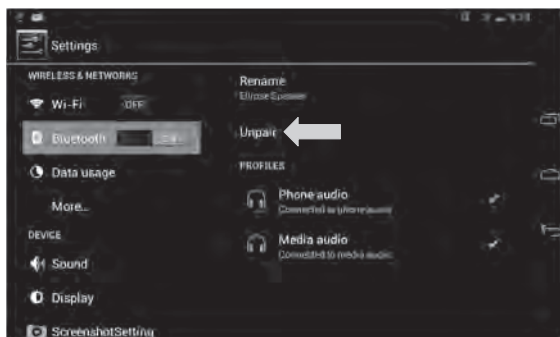 Settings
WIRELESS & NETWORKS
Wi-Fi OFF
Bluetooth
Data usage
More...
DEVICE
Sound
Display
ScreenshotSetting
Rename
Unpair
PROFILES
Phone audio
Connected to phone audio
Media audio
Connected to media audio